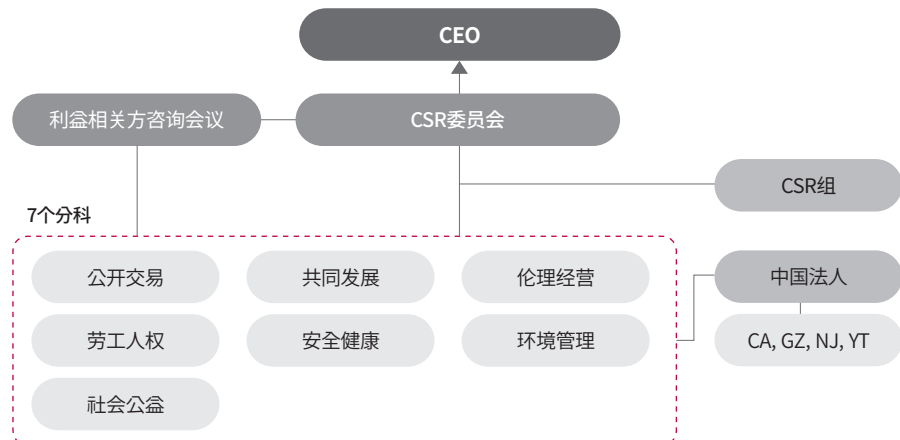 CEO
利益相关方咨询会议
CSR委员会
CSR组
7个分科
公开交易
共同发展
伦理经营
中国法人
劳工人权
安全健康
环境管理
CA, GZ, NJ, YT
社会公益